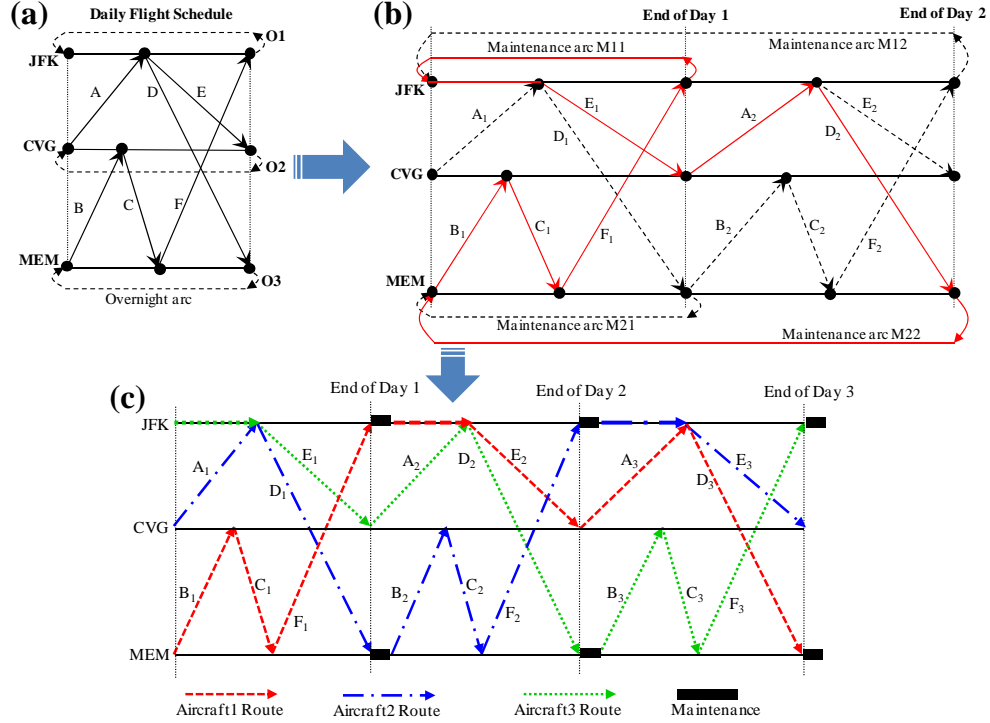 (a)
Daily Flight Schedule
O1
JFK
A
D
E
CVG
O2
B
C
F
MEM
O3
Overnight arc
(b)
End of Day 1
End of Day 2
Maintenance arc M11
Maintenance arc M12
JFK
A1
E1
D1
A2
E2
D2
CVG
B1
C1
F1
B2
C2
F2
MEM
Maintenance arc M21
Maintenance arc M22
(c)
End of Day 1
End of Day 2
End of Day 3
JFK
A1
E1
D1
A2
D2
E2
A3
D3
E3
CVG
B1
C1
F1
B2
C2
F2
B3
C3
F3
MEM
Aircraft1 Route
Aircraft2 Route
Aircraft3 Route
Maintenance